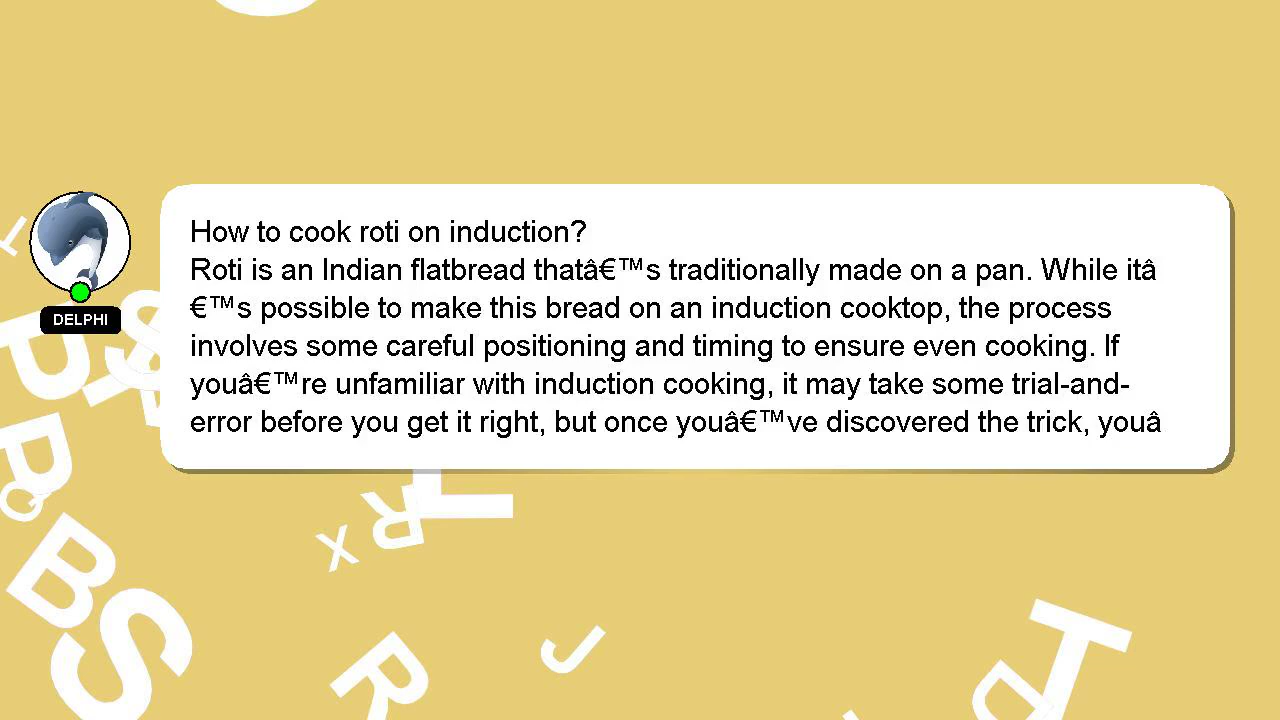 How to cook roti on induction?
Roti is an Indian flatbread thatâ€™s traditionally made on a pan. While itâ
€™s possible to make this bread on an induction cooktop, the process
involves some careful positioning and timing to ensure even cooking. If
youâ€™re unfamiliar with induction cooking, it may take some trial-and-
error before you get it right, but once youâ€™ve discovered the trick, youâ
DELPHI
T
P
S
R
Q
B
S
X
R
R
J
T